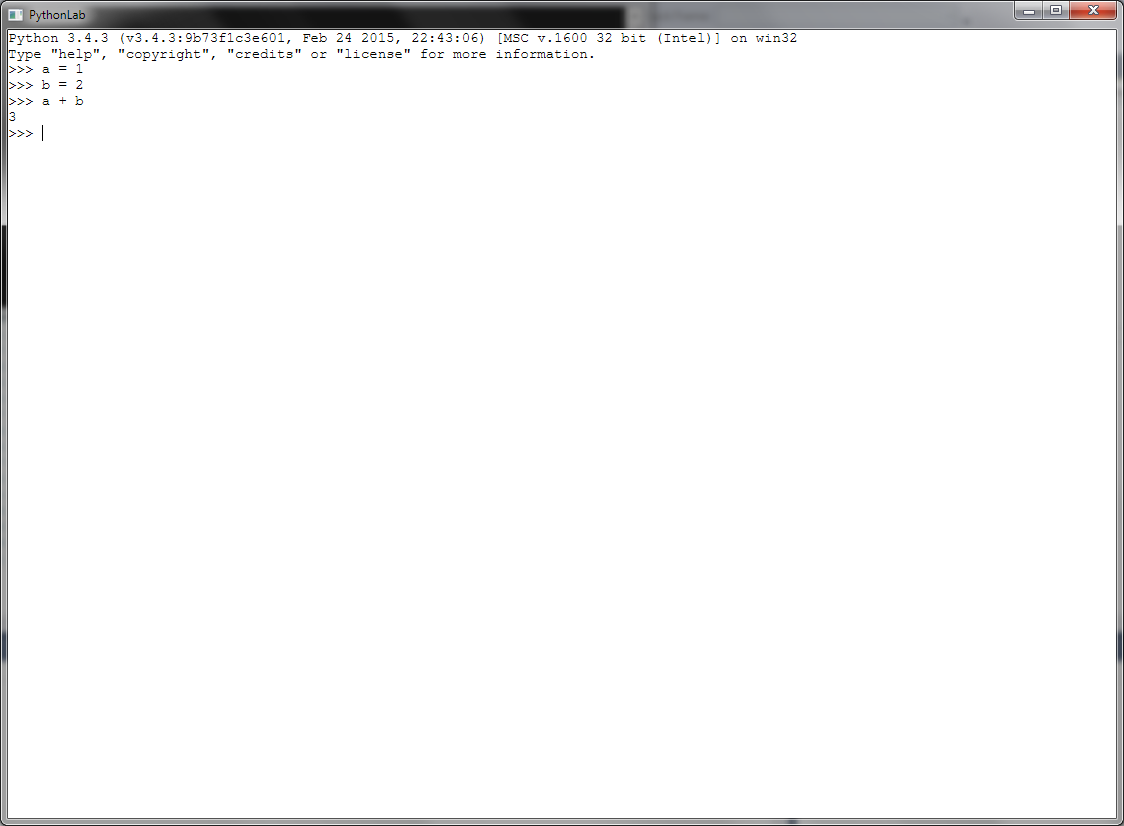 PythonLab
Python 3.4.3 (v3.4.3:9b73f1c3e601, Feb 24 2015, 22:43:06) [MSC v.1600 32 bit (Intel)] on win32
Type "help", "copyright", "credits" or "license" for more information.
>>> a = 1
>>> b = 2
>>> a + b
3
>>>